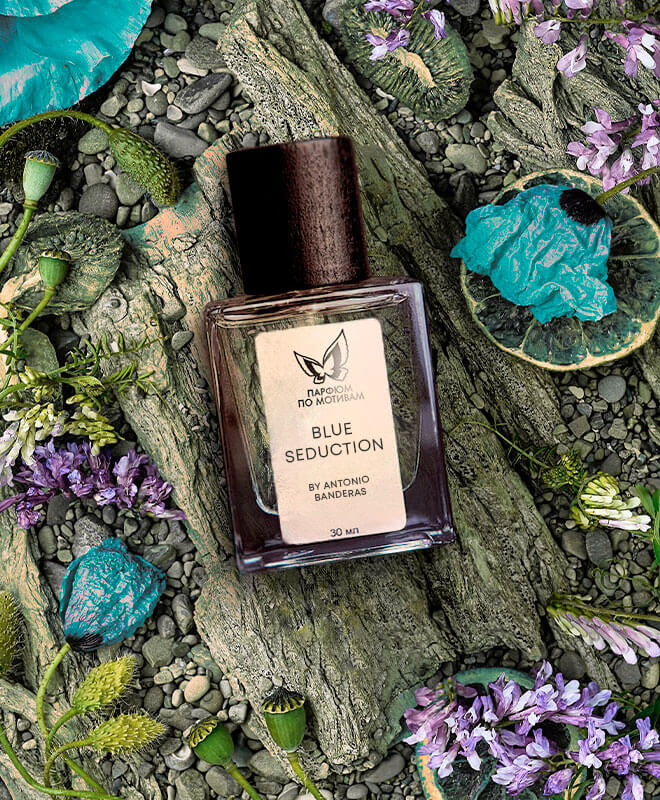 ПАРФЮМ
ПО МОТИВАМ
BLUE
SEDUCTION
BY ANTONIO
BANDERAS
30 мл